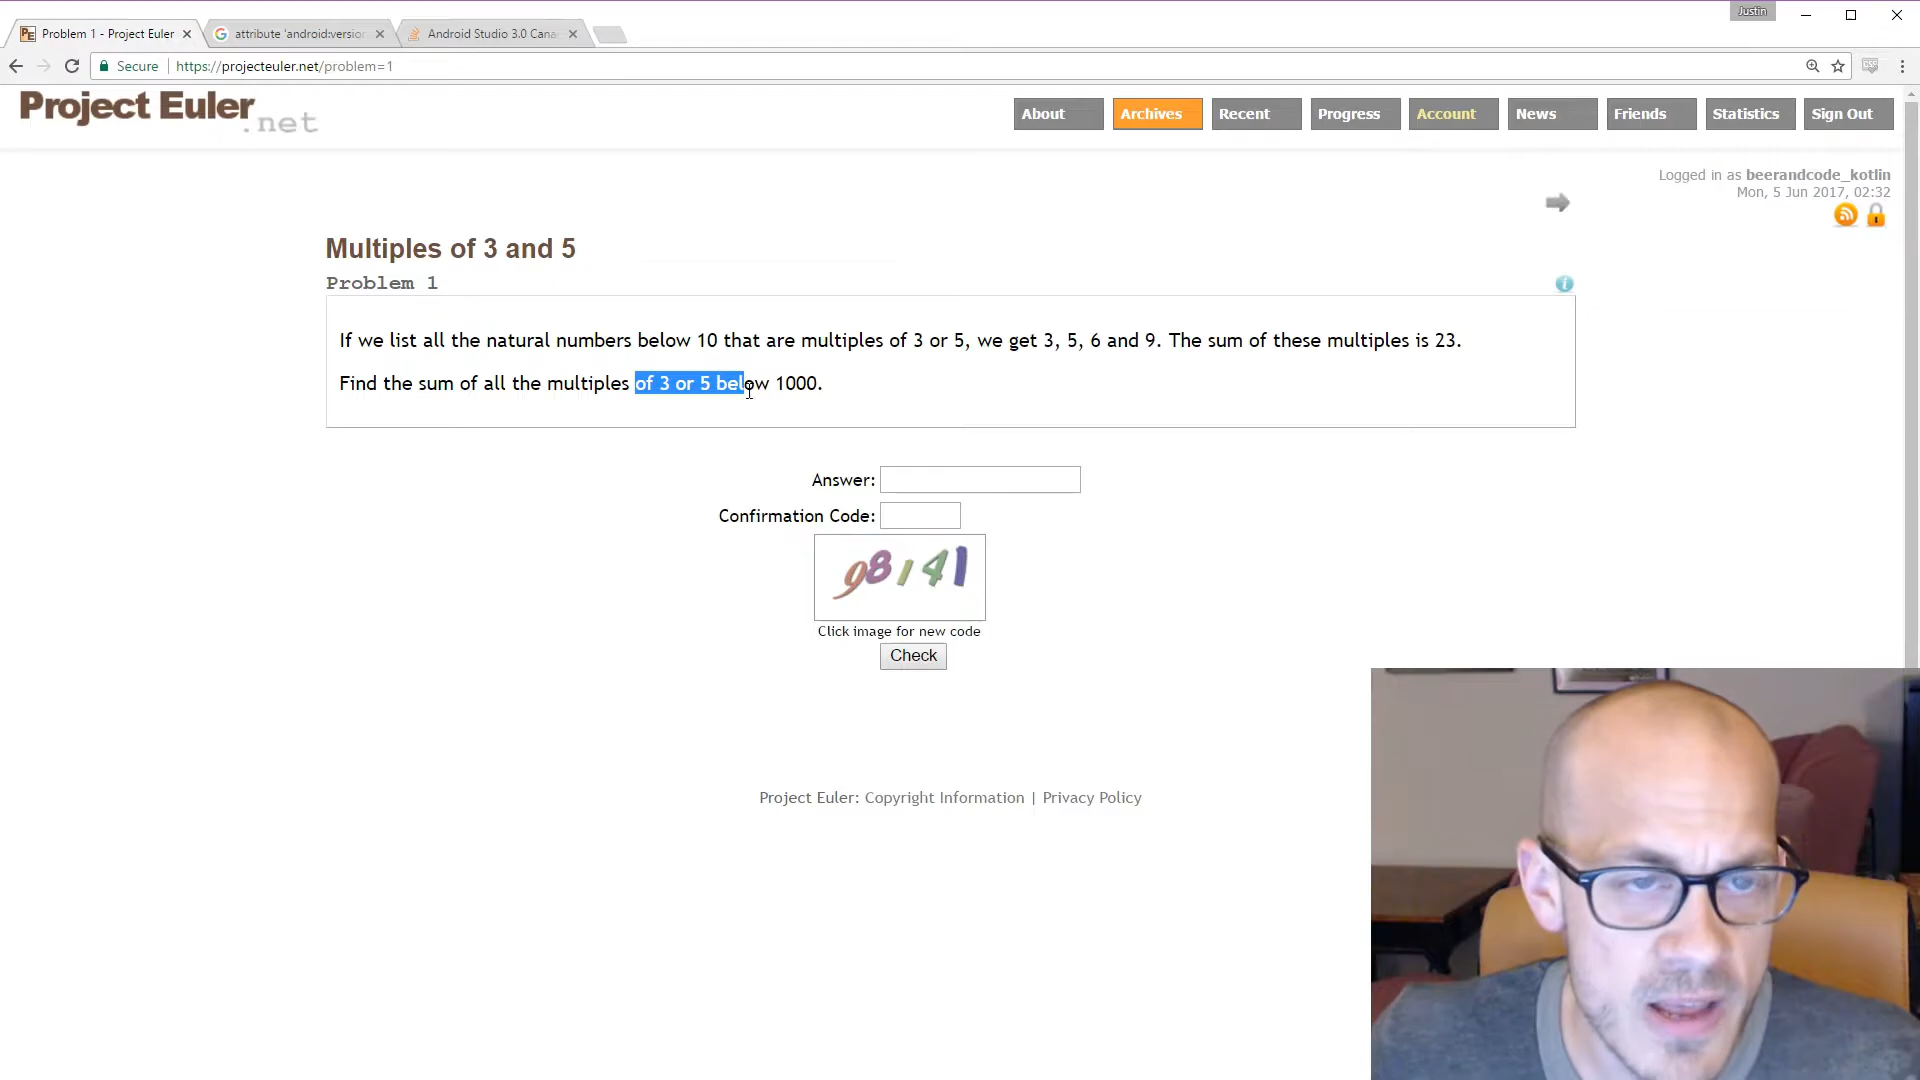 Justin
Problem 1 - Project Euler
attribute 'android:version
Android Studio 3.0 Cana
Secure
https://projecteuler.net/problem=1
Project Euler
.net
About
Archives
Recent
Progress
Account
News
Friends
Statistics
Sign Out
Logged in as beerandcode_kotlin
Mon, 5 Jun 2017, 02:32
Multiples of 3 and 5
Problem 1
If we list all the natural numbers below 10 that are multiples of 3 or 5, we get 3, 5, 6 and 9. The sum of these multiples is 23.
Find the sum of all the multiples of 3 or 5 below 1000.
Answer:
Confirmation Code:
98141
Click image for new code
Check
Project Euler: Copyright Information | Privacy Policy